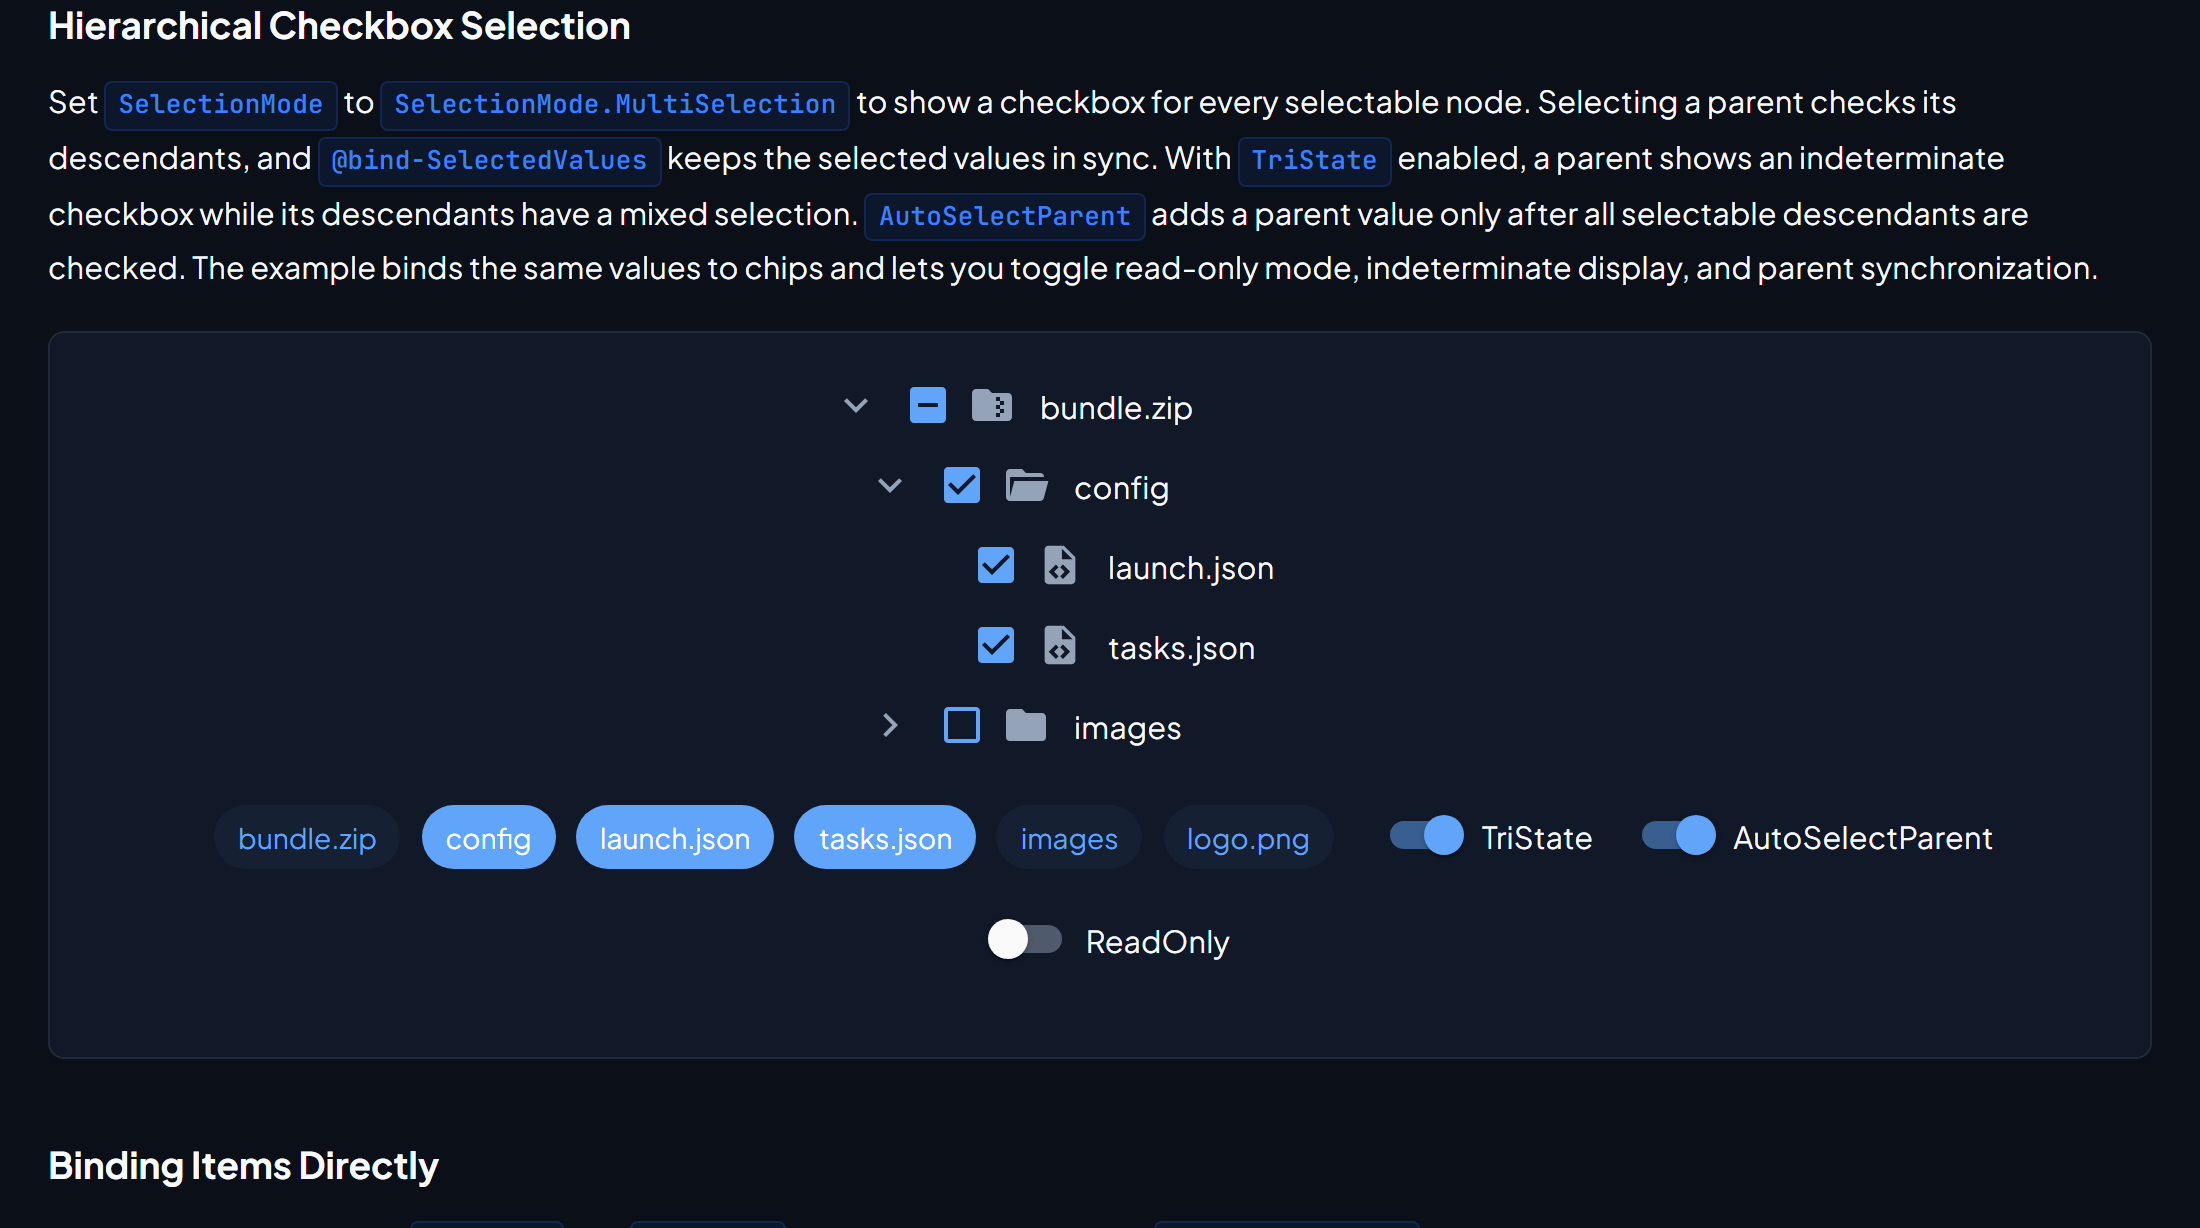 Hierarchical Checkbox Selection
Set SelectionMode to SelectionMode.MultiSelection to show a checkbox for every selectable node. Selecting a parent checks its
descendants, and @bind-SelectedValues keeps the selected values in sync. With TriState enabled, a parent shows an indeterminate
checkbox while its descendants have a mixed selection. AutoSelectParent adds a parent value only after all selectable descendants are
checked. The example binds the same values to chips and lets you toggle read-only mode, indeterminate display, and parent synchronization.
bundle.zip
config
launch.json
tasks.json
images
bundle.zip config launch.json tasks.json images logo.png TriState AutoSelectParent
ReadOnly
Binding Items Directly